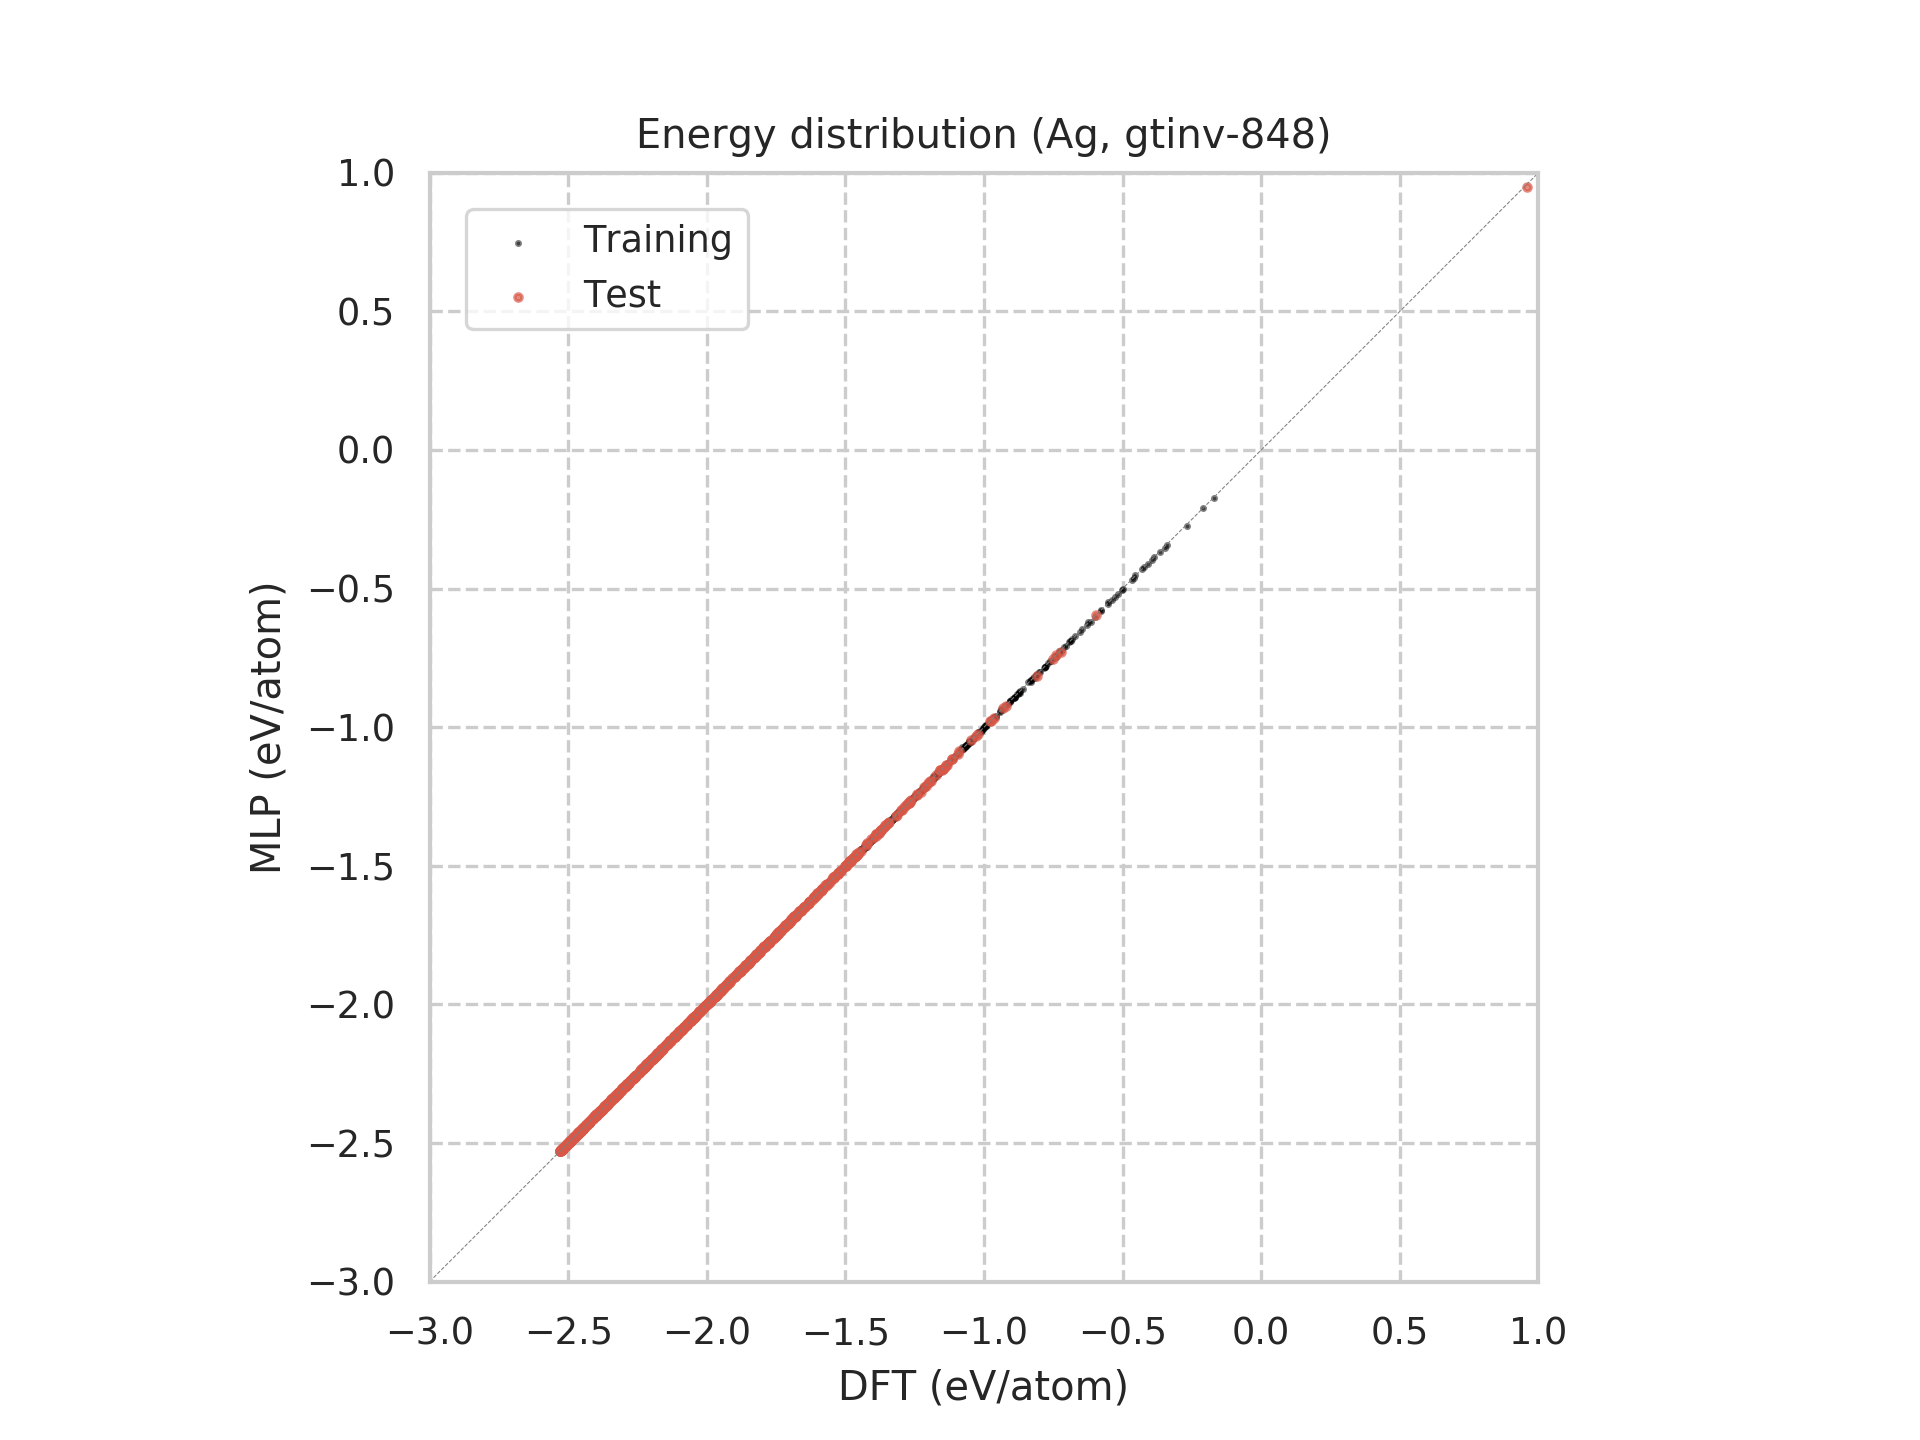 Energy distribution (Ag, gtinv-848)
1.0
0.5
0.0
−0.5
−1.0
−1.5
−2.0
−2.5
−3.0
MLP (eV/atom)
Training
Test
−3.0 −2.5 −2.0 −1.5 −1.0 −0.5 0.0 0.5 1.0
DFT (eV/atom)